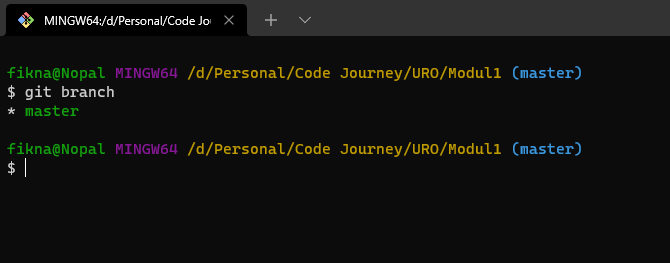 MINGW64:/d/Personal/Code Jou
fikna@Nopal MINGW64 /d/Personal/Code Journey/URO/Modul1 (master)
$ git branch
* master
fikna@Nopal MINGW64 /d/Personal/Code Journey/URO/Modul1 (master)
$